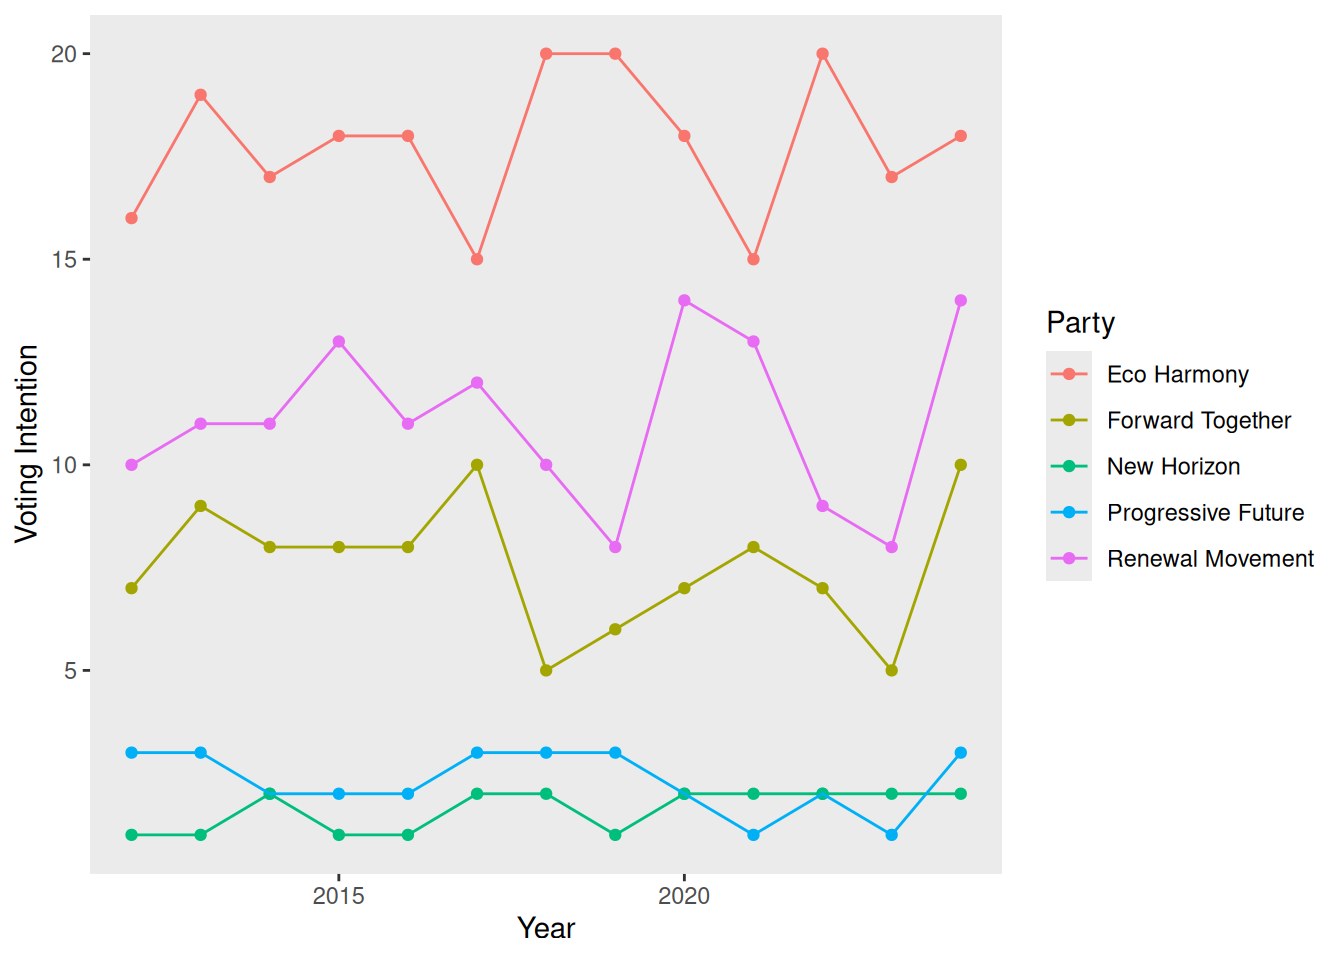 20
15
10
5
Voting Intention
2015
2020
Year
Party
Eco Harmony
Forward Together
New Horizon
Progressive Future
Renewal Movement